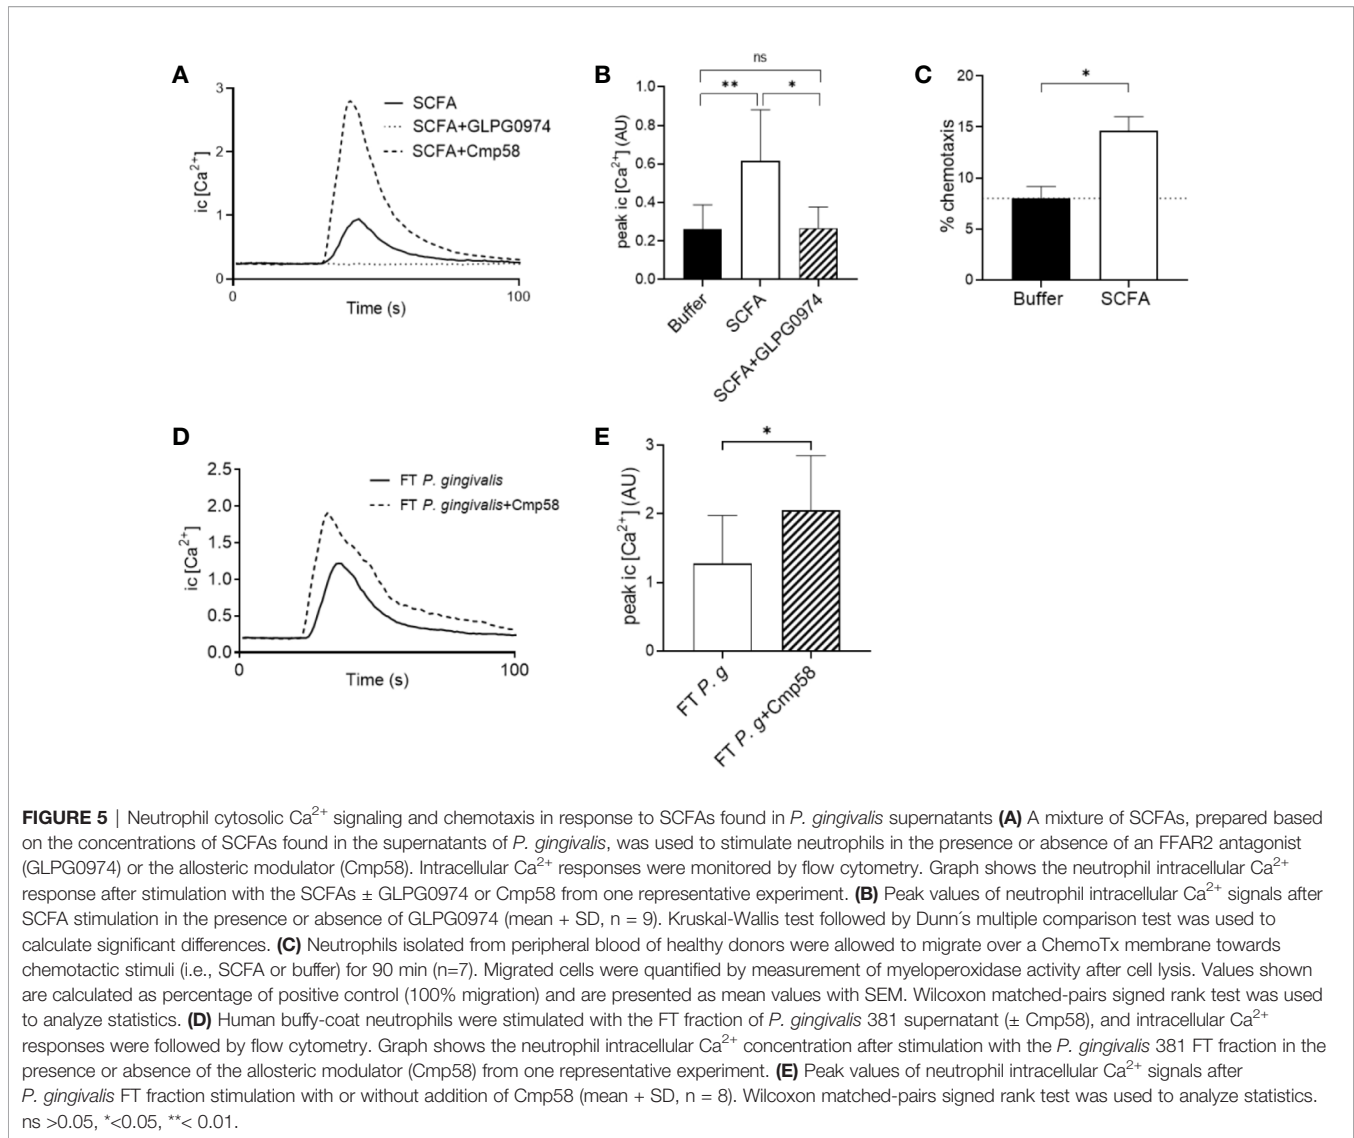 A
3
2
1
0
ic [Ca2+]
0
100
Time (s)
SCFA
SCFA+GLPG0974
SCFA+Cmp58
B
ns
**
*
1.0
0.8
0.6
0.4
0.2
0.0
peak ic [Ca2+] (AU)
Buffer
SCFA
SCFA+GLPG0974
C
*
20
15
10
5
0
% chemotaxis
Buffer
SCFA
D
2.5
2.0
1.5
1.0
0.5
0.0
ic [Ca2+]
0
100
Time (s)
FT P. gingivalis
FT P. gingivalis+Cmp58
E
*
3
2
1
0
peak ic [Ca2+] (AU)
FT P. g
FT P. g+Cmp58
FIGURE 5 | Neutrophil cytosolic Ca2+ signaling and chemotaxis in response to SCFAs found in P. gingivalis supernatants (A) A mixture of SCFAs, prepared based
on the concentrations of SCFAs found in the supernatants of P. gingivalis, was used to stimulate neutrophils in the presence or absence of an FFAR2 antagonist
(GLPG0974) or the allosteric modulator (Cmp58). Intracellular Ca2+ responses were monitored by flow cytometry. Graph shows the neutrophil intracellular Ca2+
response after stimulation with the SCFAs ± GLPG0974 or Cmp58 from one representative experiment. (B) Peak values of neutrophil intracellular Ca2+ signals after
SCFA stimulation in the presence or absence of GLPG0974 (mean + SD, n = 9). Kruskal-Wallis test followed by Dunn´s multiple comparison test was used to
calculate significant differences. (C) Neutrophils isolated from peripheral blood of healthy donors were allowed to migrate over a ChemoTx membrane towards
chemotactic stimuli (i.e., SCFA or buffer) for 90 min (n=7). Migrated cells were quantified by measurement of myeloperoxidase activity after cell lysis. Values shown
are calculated as percentage of positive control (100% migration) and are presented as mean values with SEM. Wilcoxon matched-pairs signed rank test was used
to analyze statistics. (D) Human buffy-coat neutrophils were stimulated with the FT fraction of P. gingivalis 381 supernatant (± Cmp58), and intracellular Ca2+
responses were followed by flow cytometry. Graph shows the neutrophil intracellular Ca2+ concentration after stimulation with the P. gingivalis 381 FT fraction in the
presence or absence of the allosteric modulator (Cmp58) from one representative experiment. (E) Peak values of neutrophil intracellular Ca2+ signals after
P. gingivalis FT fraction stimulation with or without addition of Cmp58 (mean + SD, n = 8). Wilcoxon matched-pairs signed rank test was used to analyze statistics.
ns >0.05, *<0.05, **< 0.01.